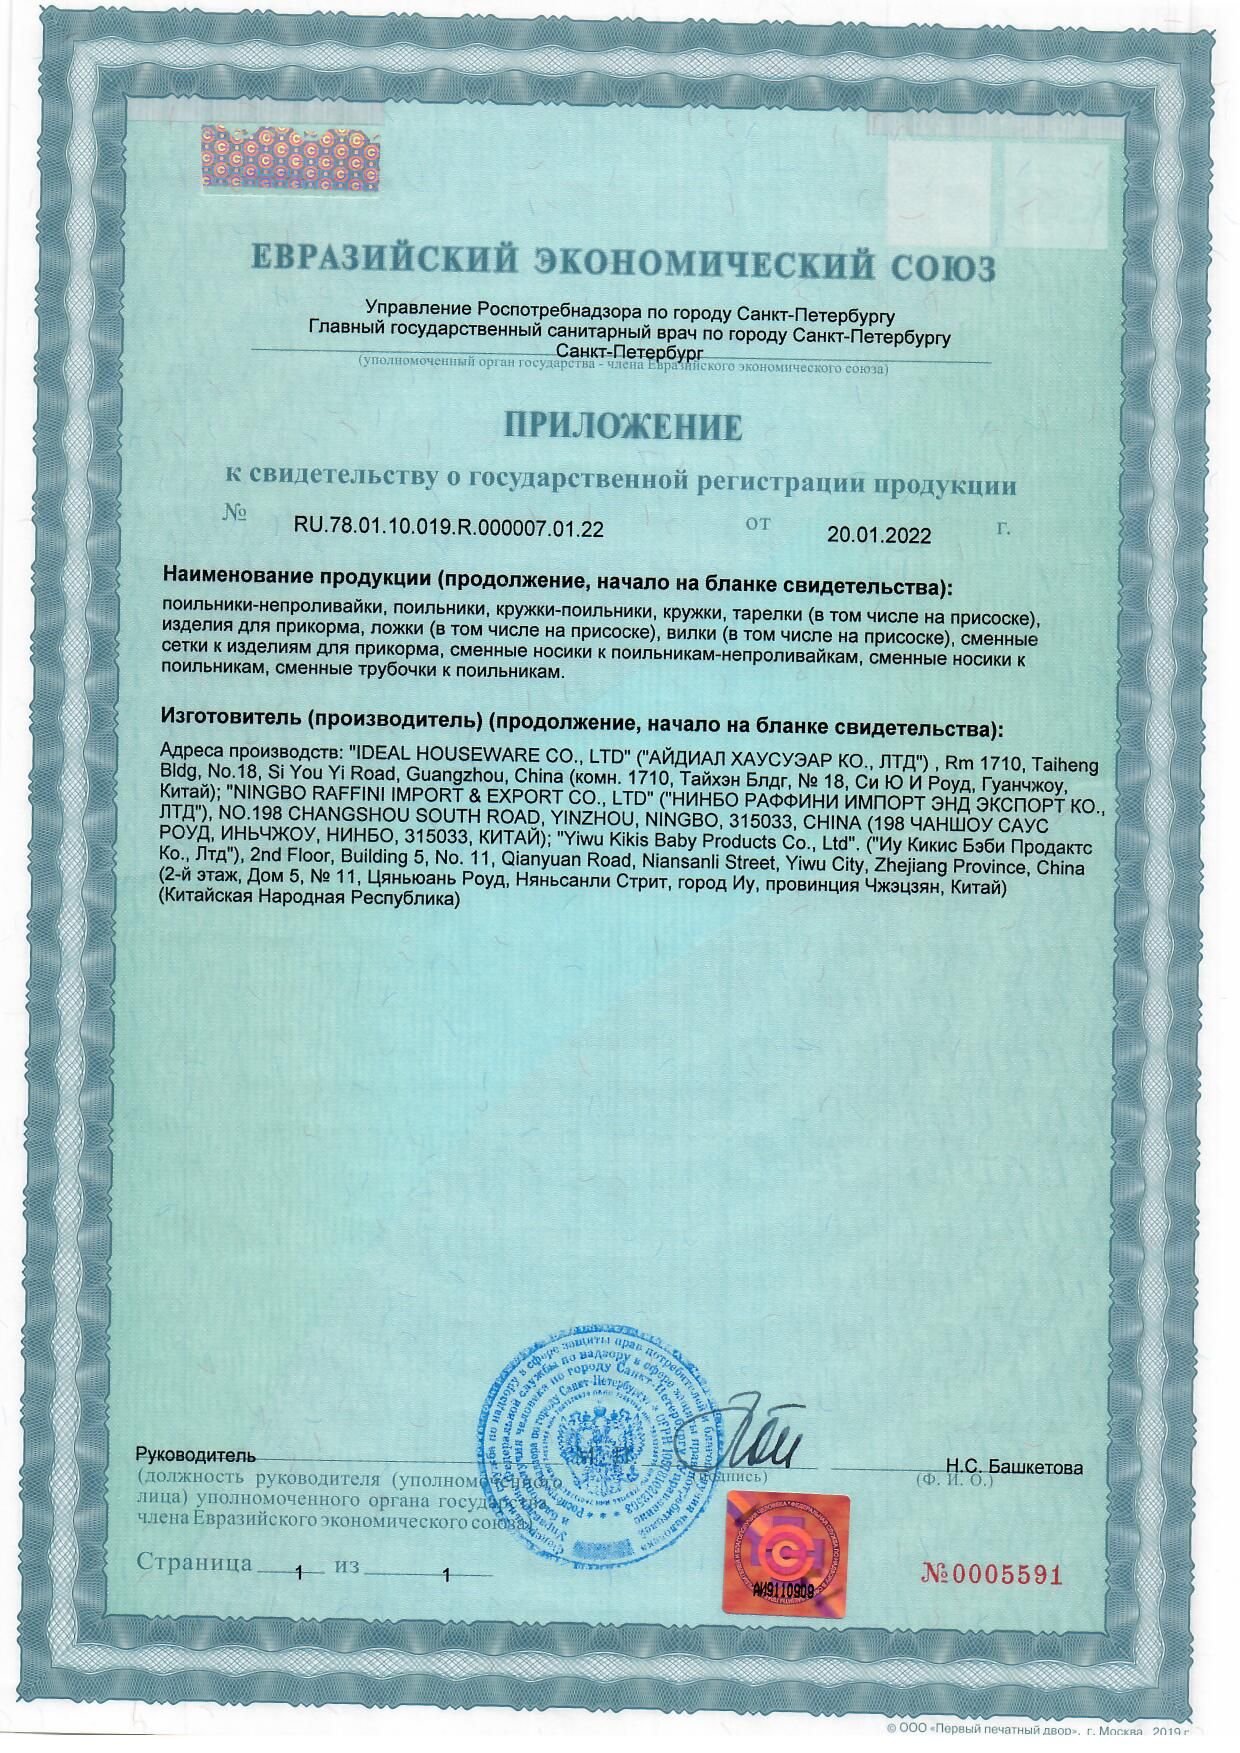 ЕВРАЗИЙСКИЙ ЭКОНОМИЧЕСКИЙ СОЮЗ
Управление Роспотребнадзора по городу Санкт-Петербургу
Главный государственный санитарный врач по городу Санкт-Петербургу
Санкт-Петербург
(уполномоченный орган государства - члена Евразийского экономического союза)
ПРИЛОЖЕНИЕ
к свидетельству о государственной регистрации продукции
№ RU.78.01.10.019.R.000007.01.22 от 20.01.2022 г.
Наименование продукции (продолжение, начало на бланке свидетельства):
поильники-непроливайки, поильники, кружки-поильники, кружки, тарелки (в том числе на присоске),
изделия для прикорма, ложки (в том числе на присоске), вилки (в том числе на присоске), сменные
сетки к изделиям для прикорма, сменные носики к поильникам-непроливайкам, сменные носики к
поильникам, сменные трубочки к поильникам.
Изготовитель (производитель) (продолжение, начало на бланке свидетельства):
Адреса производств: "IDEAL HOUSEWARE CO., LTD" ("АЙДИАЛ ХАУСУЭАР КО., ЛТД") , Rm 1710, Taiheng
Bldg, No.18, Si You Yi Road, Guangzhou, China (комн. 1710, Тайхэн Блдг, № 18, Си Ю И Роуд, Гуанчжоу,
Китай); "NINGBO RAFFINI IMPORT & EXPORT CO., LTD" ("НИНБО РАФФИНИ ИМПОРТ ЭНД ЭКСПОРТ КО.,
ЛТД"), NO.198 CHANGSHOU SOUTH ROAD, YINZHOU, NINGBO, 315033, CHINA (198 ЧАНШОУ САУС
РОУД, ИНЬЧЖОУ, НИНБО, 315033, КИТАЙ); "Yiwu Kikis Baby Products Co., Ltd". ("Иу Кикис Бэби Продактс
Ко., Лтд"), 2nd Floor, Building 5, No. 11, Qianyuan Road, Niansanli Street, Yiwu City, Zhejiang Province, China
(2-й этаж, Дом 5, № 11, Цяньюань Роуд, Няньсанли Стрит, город Иу, провинция Чжэцзян, Китай)
(Китайская Народная Республика)
Руководитель
Н.С. Башкетова
(должность руководителя (уполномоченного
(подпись)
(Ф. И. О.)
лица) уполномоченного органа государства
члена Евразийского экономического союза)
Страница 1 из 1
АИ9110909
№0005591
© ООО «Первый печатный двор», г. Москва, 2019 г.